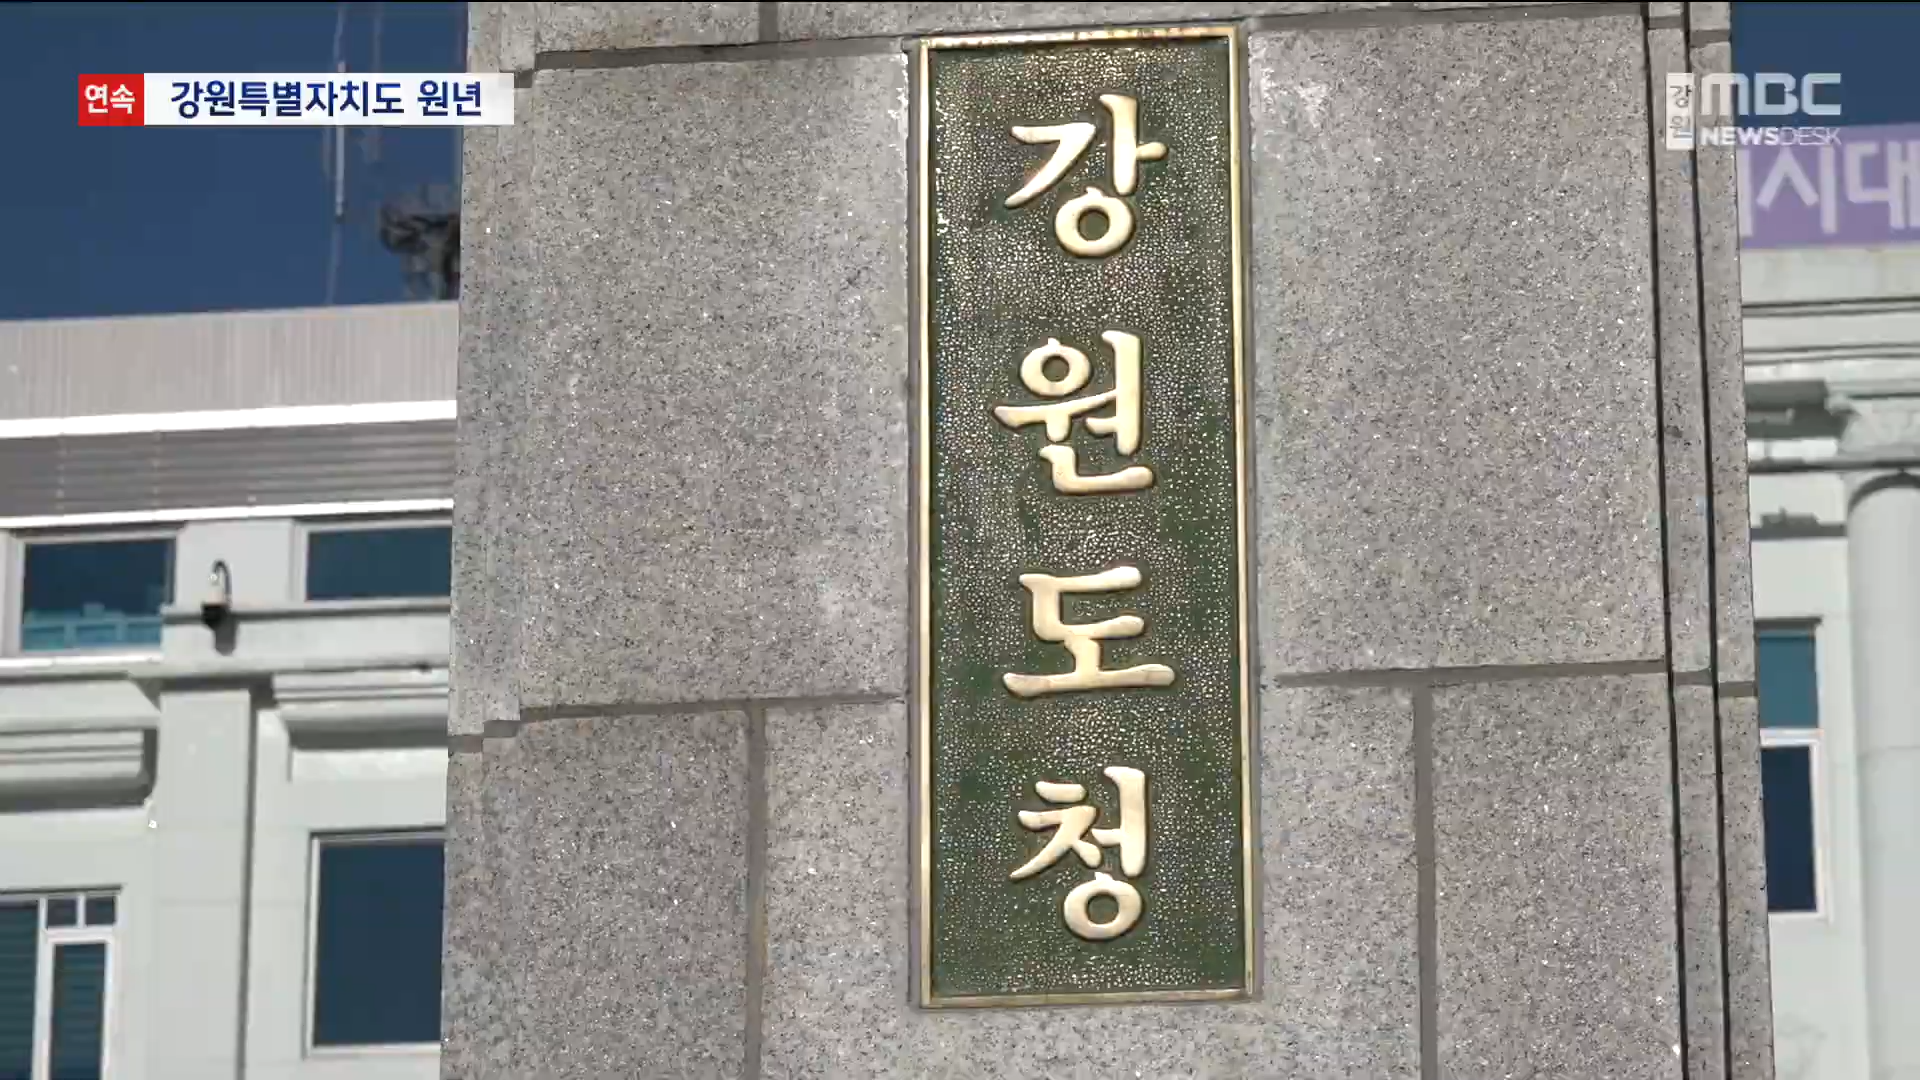 연속 강원특별자치도 원년
강원 MBC
NEWSDESK
시대
강
원
도
청